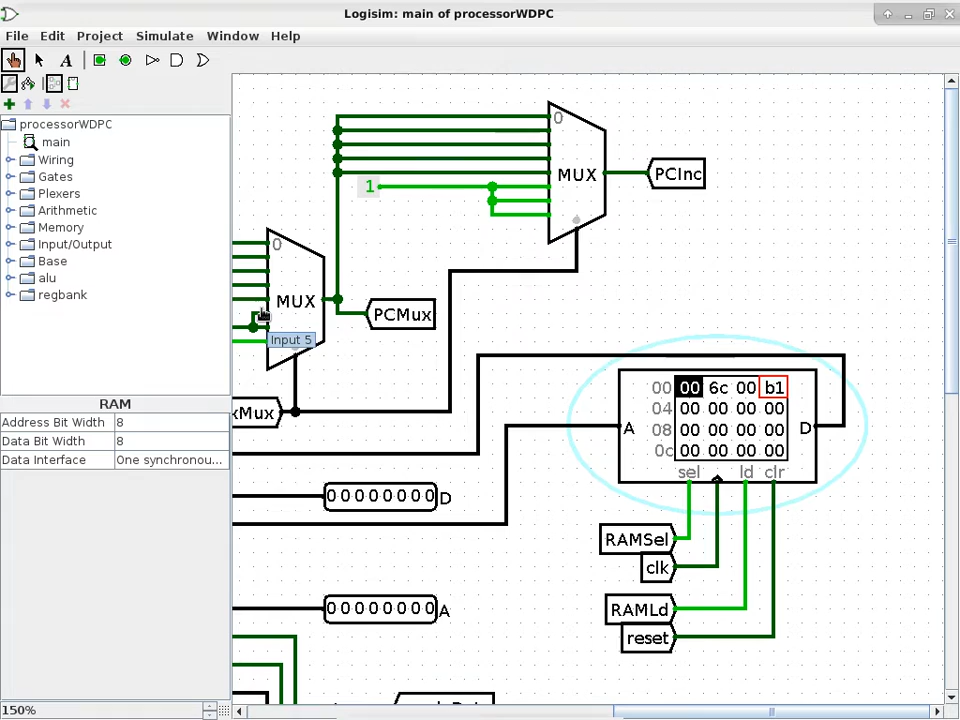 Logisim: main of processorWDPC
File Edit Project Simulate Window Help
A
processorWDPC
main
Wiring
Gates
Plexers
Arithmetic
Memory
Input/Output
Base
alu
regbank
RAM
Address Bit Width 8
Data Bit Width 8
Data Interface One synchronou...
150%
0
MUX
PCInc
1
0
MUX
PCMux
Input 5
xMux
00 00 6c 00 b1
04 00 00 00 00
A 08 00 00 00 00 D
0c 00 00 00 00
sel ld clr
00000000 D
RAMSel
clk
00000000 A
RAMLd
reset